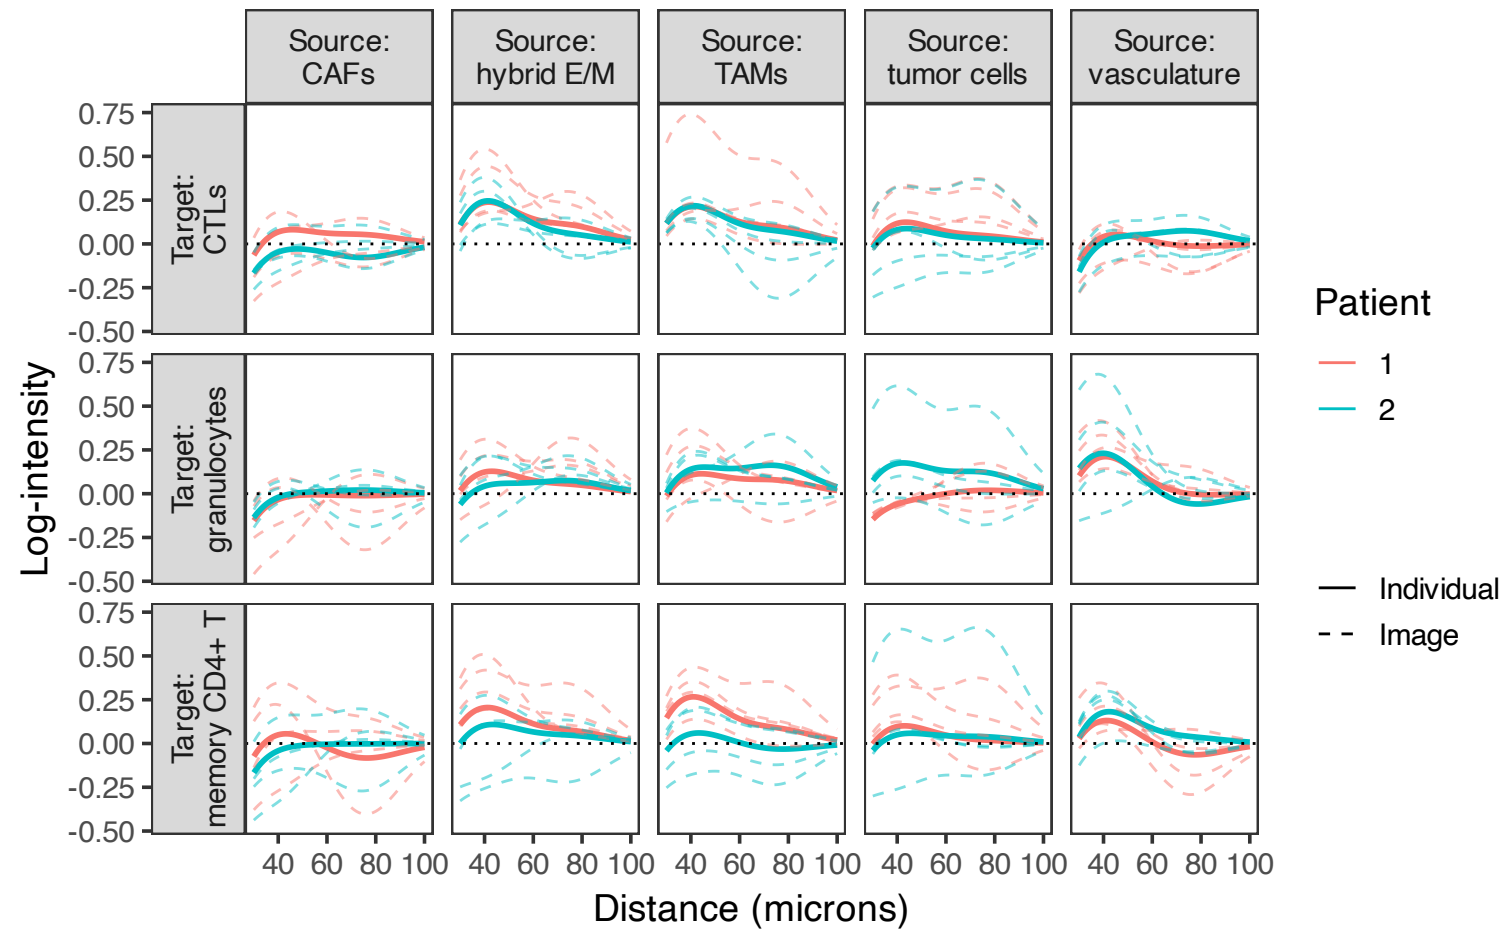 Source:
CAFs
Source:
hybrid E/M
Source:
TAMs
Source:
tumor cells
Source:
vasculature
Target:
CTLs
0.75
0.50
0.25
0.00
-0.25
-0.50
Target:
granulocytes
0.75
0.50
0.25
0.00
-0.25
-0.50
Target:
memory CD4+ T
0.75
0.50
0.25
0.00
-0.25
-0.50
Log-intensity
40 60 80 100
40 60 80 100
40 60 80 100
40 60 80 100
40 60 80 100
Distance (microns)
Patient
1
2
Individual
Image